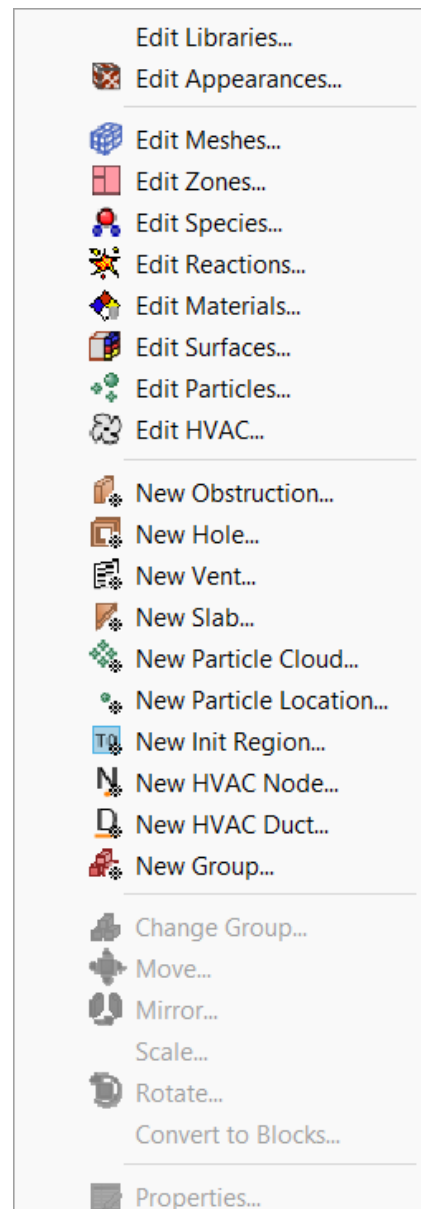 Edit Libraries...
Edit Appearances...
Edit Meshes...
Edit Zones...
Edit Species...
Edit Reactions...
Edit Materials...
Edit Surfaces...
Edit Particles...
Edit HVAC...
New Obstruction...
New Hole...
New Vent...
New Slab...
New Particle Cloud...
New Particle Location...
New Init Region...
New HVAC Node...
New HVAC Duct...
New Group...
Change Group...
Move...
Mirror...
Scale...
Rotate...
Convert to Blocks...
Properties...